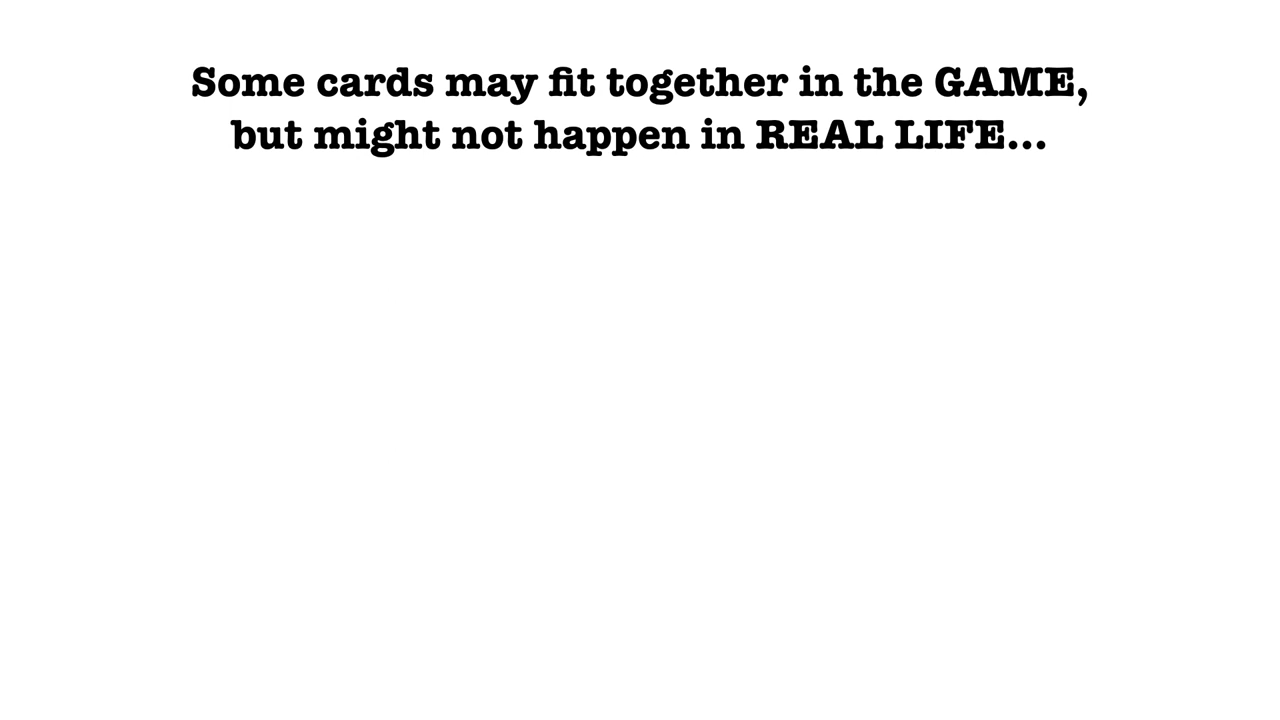 Some cards may fit together in the GAME,
but might not happen in REAL LIFE...